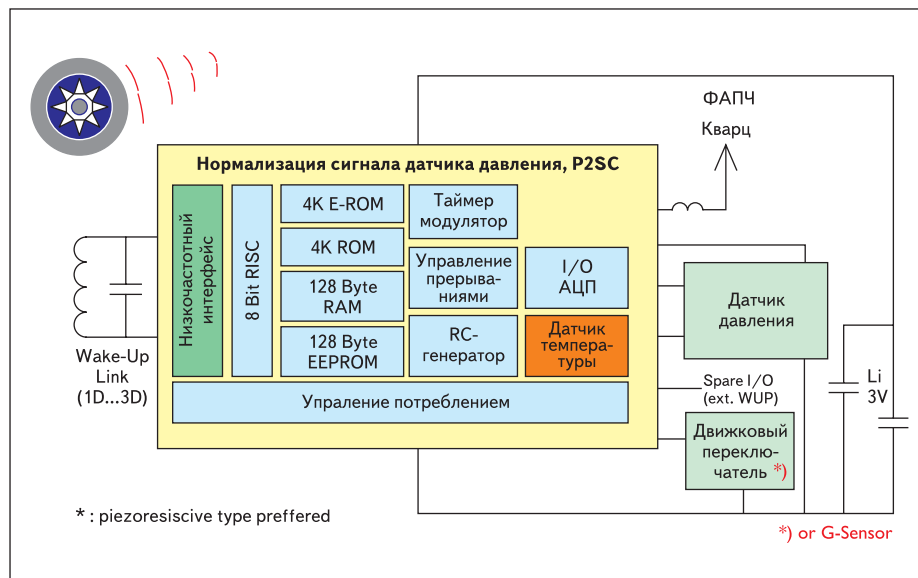 ФАПЧ
Кварц
Нормализация сигнала датчика давления, P2SC
Низкочастотный
интерфейс
8 Bit RISC
4K E-ROM
4K ROM
128 Byte
RAM
128 Byte
EEPROM
Таймер
модулятор
Управление
прерыва-
ниями
RC-
генератор
I/O
АЦП
Датчик
темпера-
туры
Упраление потреблением
Wake-Up
Link
(1D...3D)
Датчик
давления
Spare I/O
(ext. WUP)
Li
3V
Движковый
переклю-
чатель *)
* : piezoresiscive type preffered
*) or G-Sensor